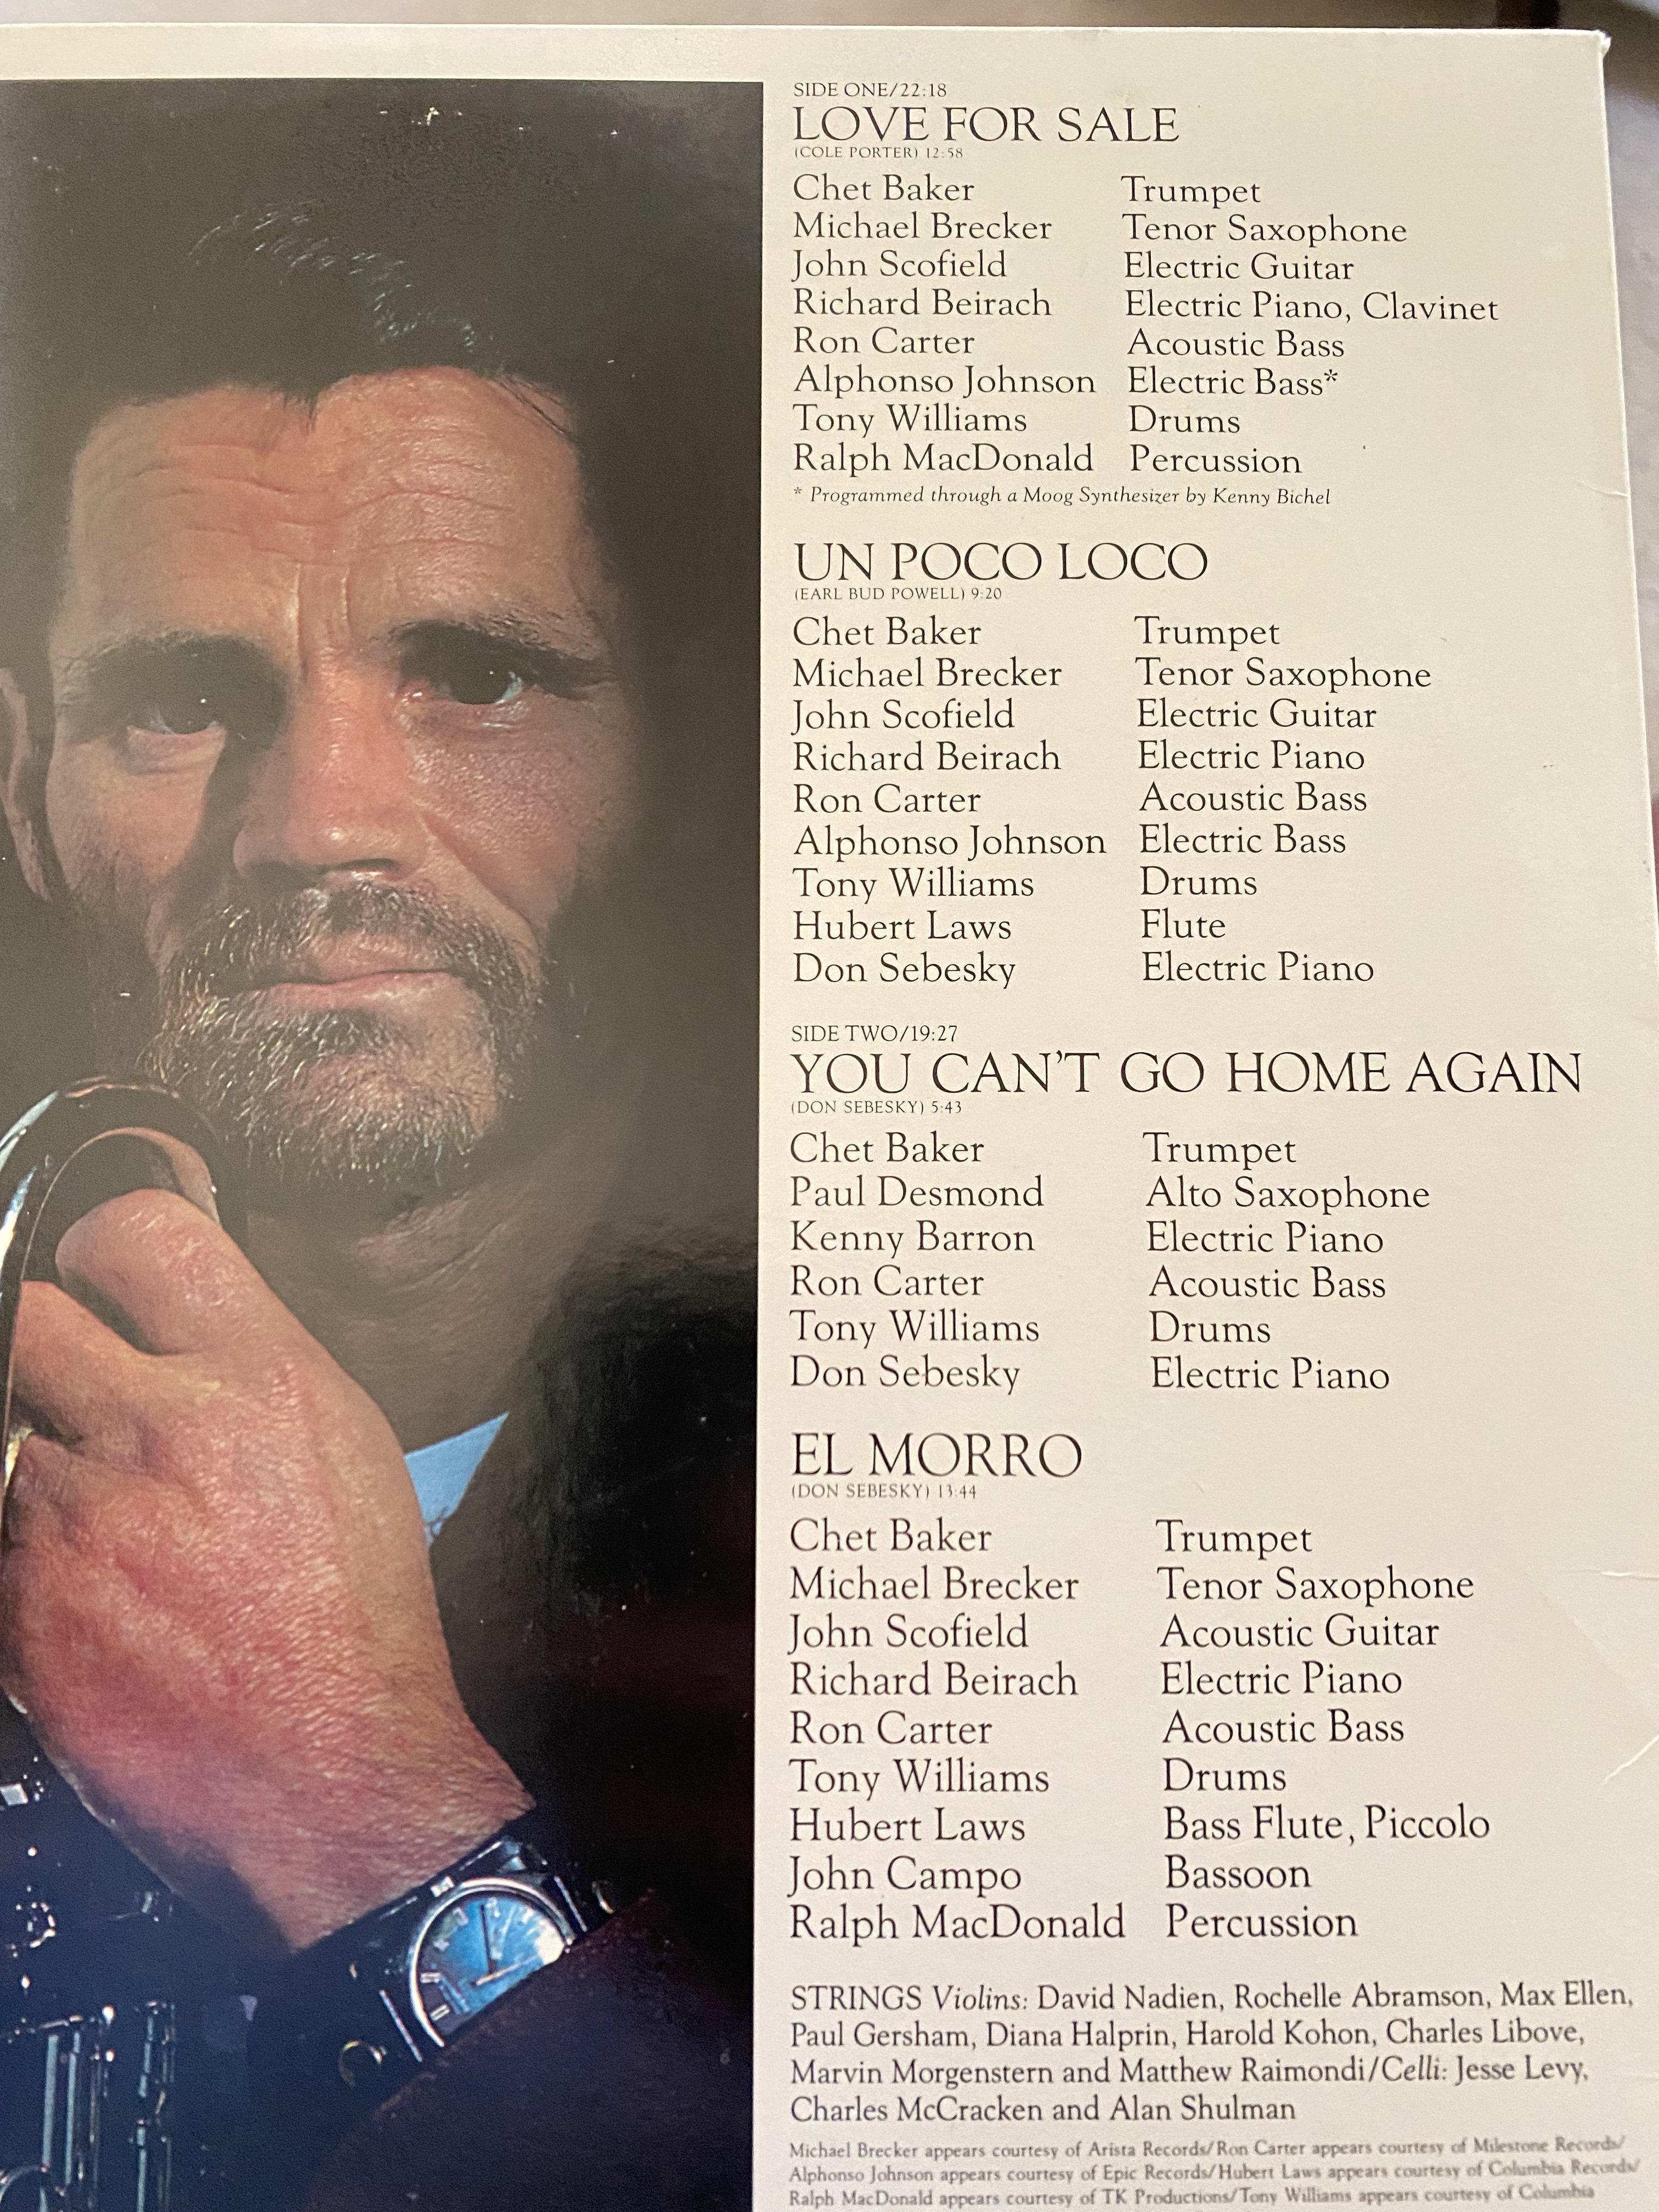 SIDE ONE/22:18
LOVE FOR SALE
(COLE PORTER) 12:58
Chet Baker Trumpet
Michael Brecker Tenor Saxophone
John Scofield Electric Guitar
Richard Beirach Electric Piano, Clavinet
Ron Carter Acoustic Bass
Alphonso Johnson Electric Bass*
Tony Williams Drums
Ralph MacDonald Percussion
* Programmed through a Moog Synthesizer by Kenny Bichel
UN POCO LOCO
(EARL BUD POWELL) 9:20
Chet Baker Trumpet
Michael Brecker Tenor Saxophone
John Scofield Electric Guitar
Richard Beirach Electric Piano
Ron Carter Acoustic Bass
Alphonso Johnson Electric Bass
Tony Williams Drums
Hubert Laws Flute
Don Sebesky Electric Piano
SIDE TWO/19:27
YOU CAN'T GO HOME AGAIN
(DON SEBESKY) 5:43
Chet Baker Trumpet
Paul Desmond Alto Saxophone
Kenny Barron Electric Piano
Ron Carter Acoustic Bass
Tony Williams Drums
Don Sebesky Electric Piano
EL MORRO
(DON SEBESKY) 13:44
Chet Baker Trumpet
Michael Brecker Tenor Saxophone
John Scofield Acoustic Guitar
Richard Beirach Electric Piano
Ron Carter Acoustic Bass
Tony Williams Drums
Hubert Laws Bass Flute, Piccolo
John Campo Bassoon
Ralph MacDonald Percussion
STRINGS Violins: David Nadien, Rochelle Abramson, Max Ellen,
Paul Gersham, Diana Halprin, Harold Kohon, Charles Libove,
Marvin Morgenstern and Matthew Raimondi/Celli: Jesse Levy,
Charles McCracken and Alan Shulman
Michael Brecker appears courtesy of Arista Records/Ron Carter appears courtesy of Milestone Records/
Alphonso Johnson appears courtesy of Epic Records/Hubert Laws appears courtesy of Columbia Records/
Ralph MacDonald appears courtesy of TK Productions/Tony Williams appears courtesy of Columbia